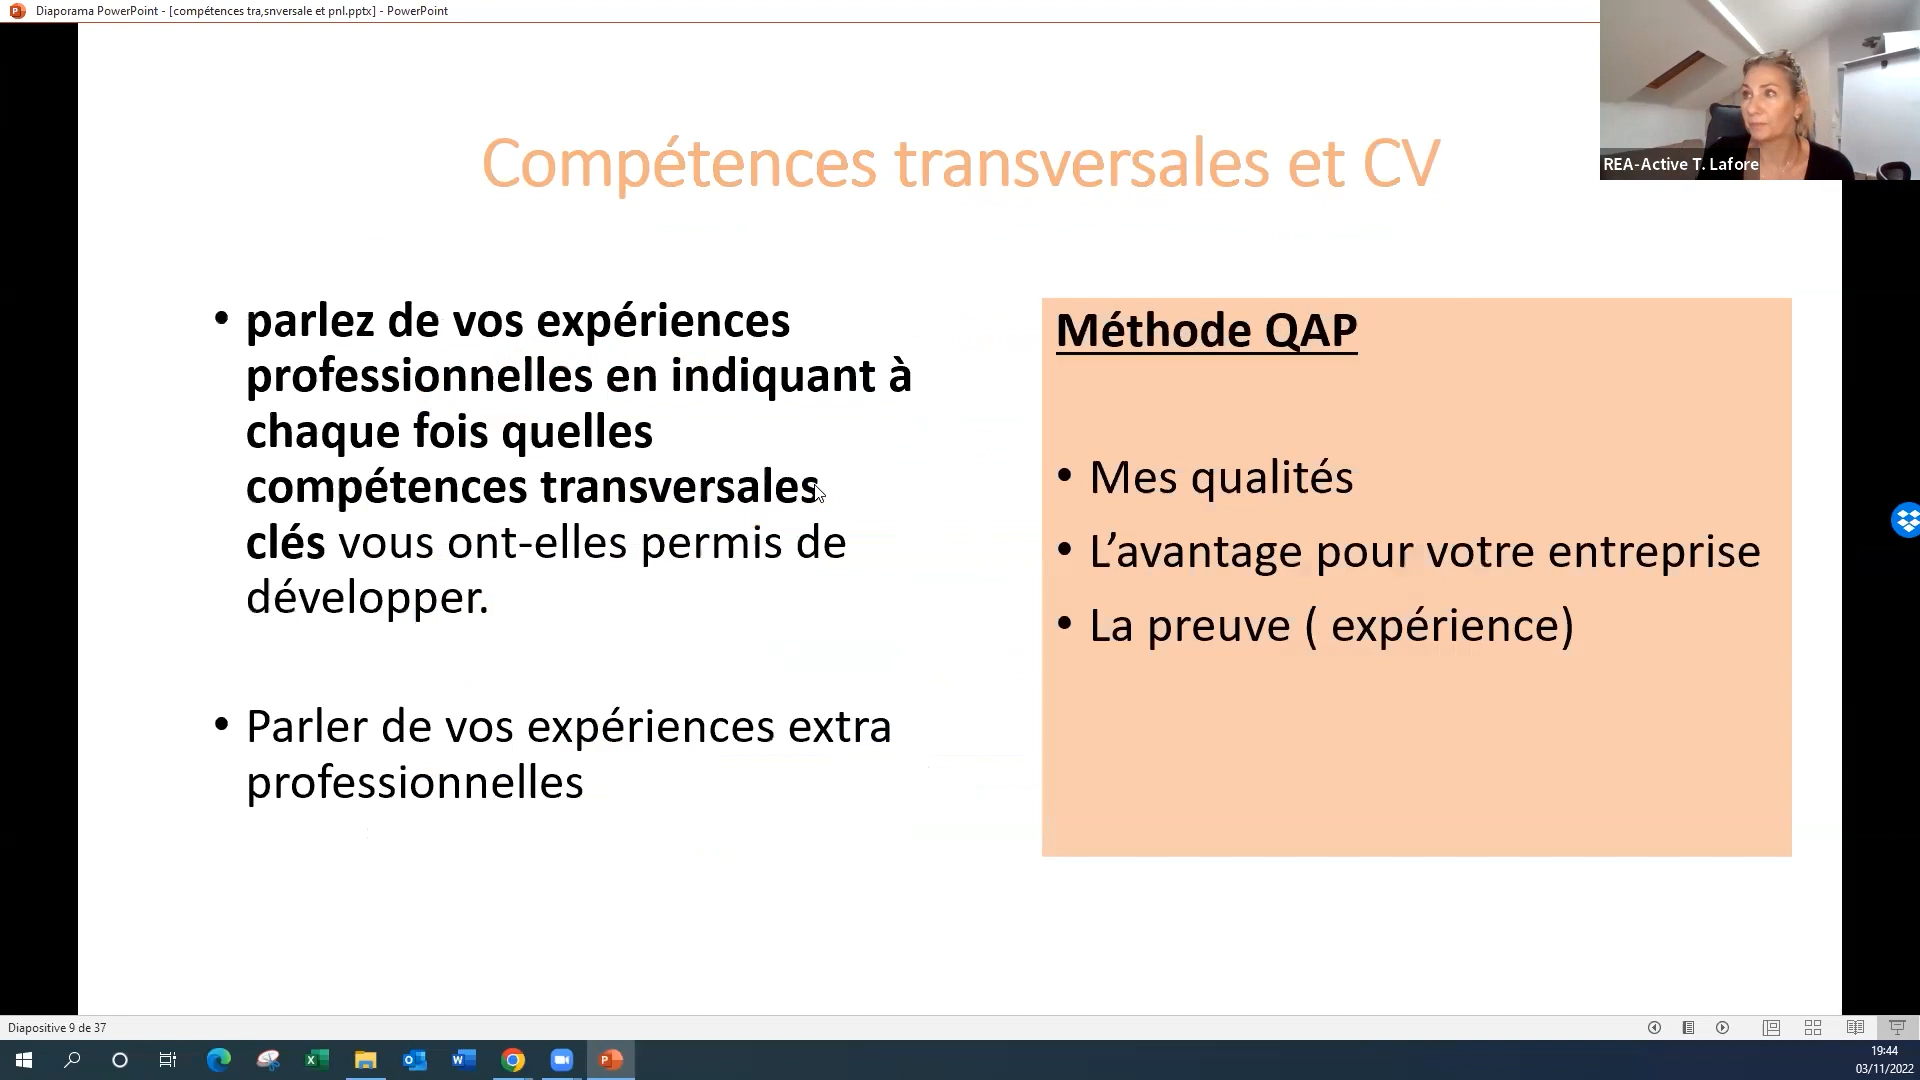 Diaporama PowerPoint - [compétences tra,snversale et pnl.pptx] - PowerPoint
REA-Active T. Lafore
Compétences transversales et CV
• parlez de vos expériences
professionnelles en indiquant à
chaque fois quelles
compétences transversales
clés vous ont-elles permis de
développer.
• Parler de vos expériences extra
professionnelles
Méthode QAP
• Mes qualités
• L’avantage pour votre entreprise
• La preuve ( expérience)
Diapositive 9 de 37
19:44
03/11/2022